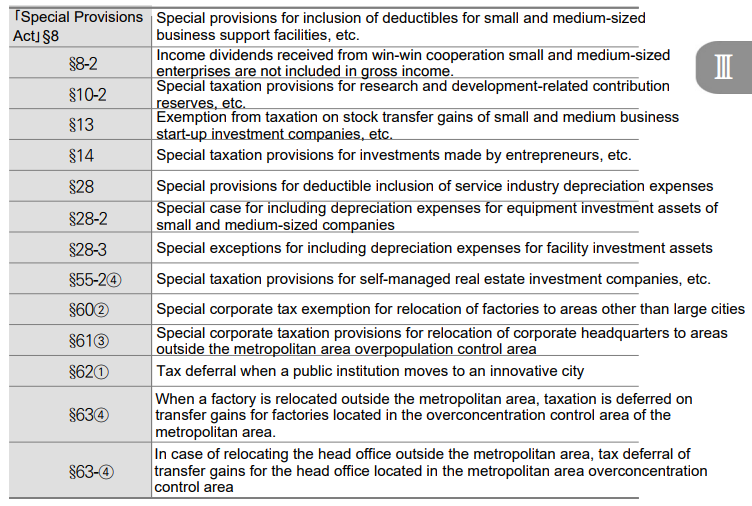 「Special Provisions
Act」§8
Special provisions for inclusion of deductibles for small and medium-sized
business support facilities, etc.
§8-2
Income dividends received from win-win cooperation small and medium-sized
enterprises are not included in gross income.
§10-2
Special taxation provisions for research and development-related contribution
reserves, etc.
§13
Exemption from taxation on stock transfer gains of small and medium business
start-up investment companies, etc.
§14
Special taxation provisions for investments made by entrepreneurs, etc.
§28
Special provisions for deductible inclusion of service industry depreciation expenses
§28-2
Special case for including depreciation expenses for equipment investment assets of
small and medium-sized companies
§28-3
Special exceptions for including depreciation expenses for facility investment assets
§55-2④
Special taxation provisions for self-managed real estate investment companies, etc.
§60②
Special corporate tax exemption for relocation of factories to areas other than large cities
§61③
Special corporate taxation provisions for relocation of corporate headquarters to areas
outside the metropolitan area overpopulation control area
§62①
Tax deferral when a public institution moves to an innovative city
§63④
When a factory is relocated outside the metropolitan area, taxation is deferred on
transfer gains for factories located in the overconcentration control area of the
metropolitan area.
§63-④
In case of relocating the head office outside the metropolitan area, tax deferral of
transfer gains for the head office located in the metropolitan area overconcentration
control area
Ⅲ